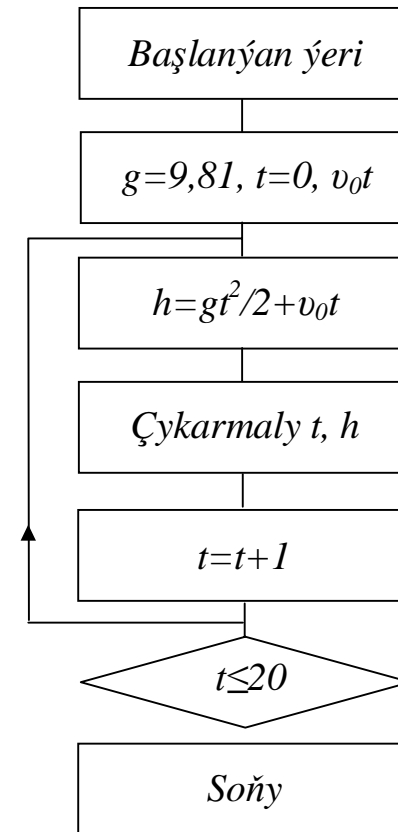 Başlanýan ýeri
g=9,81, t=0, υ₀t
h=gt²/2+υ₀t
Çykarmaly t, h
t=t+1
t≤20
Soňy